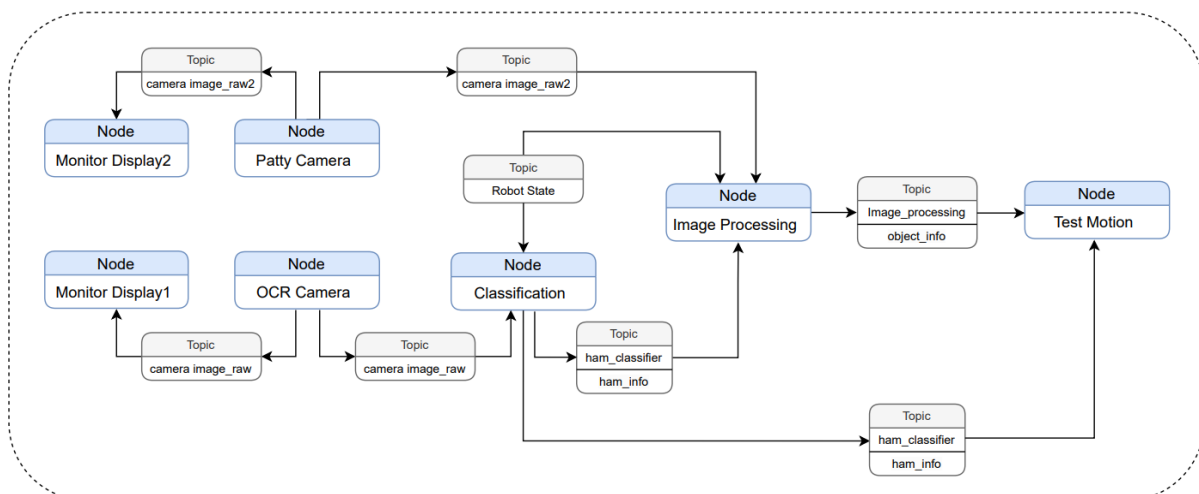 Topic
camera image_raw2
Topic
camera image_raw2
Node
Monitor Display2
Node
Patty Camera
Topic
Robot State
Node
Image Processing
Topic
Image_processing
object_info
Node
Test Motion
Node
Monitor Display1
Node
OCR Camera
Node
Classification
Topic
camera image_raw
Topic
camera image_raw
Topic
ham_classifier
ham_info
Topic
ham_classifier
ham_info